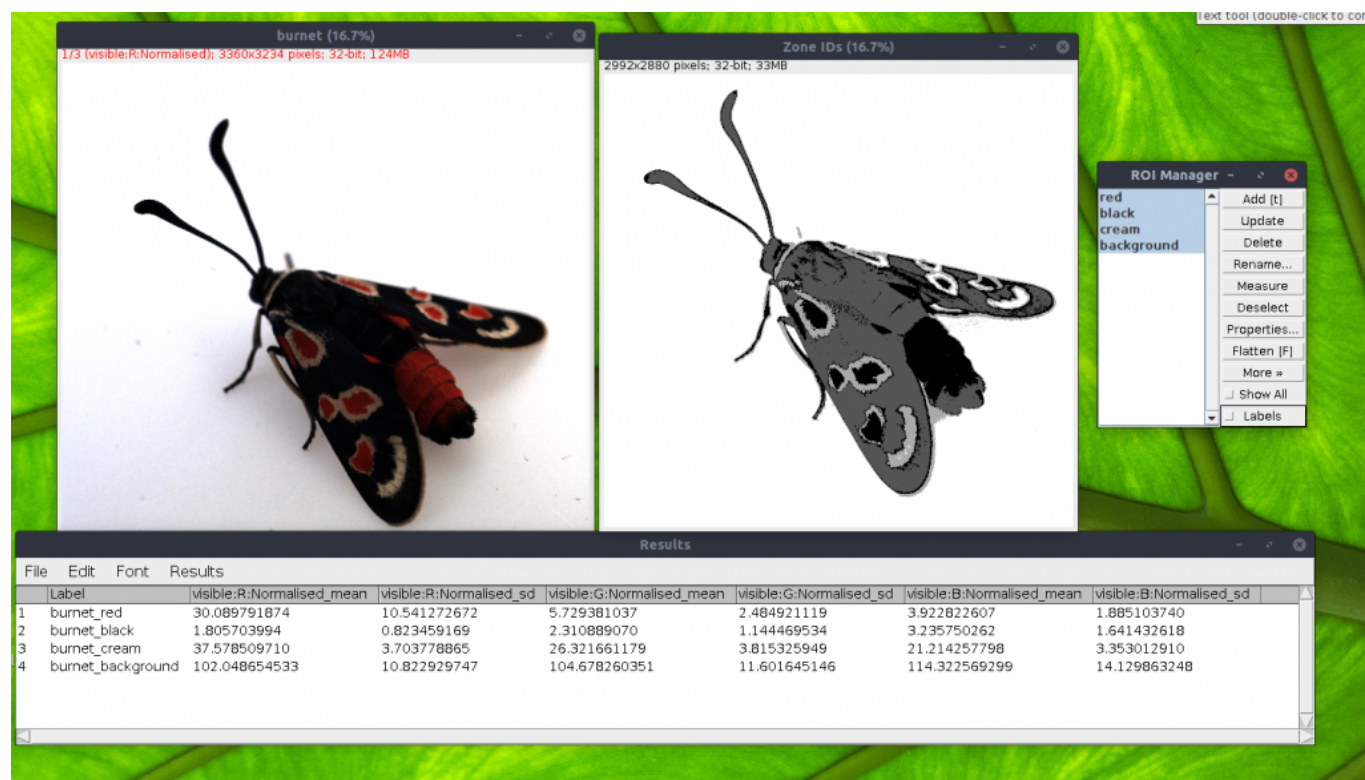 Text tool (double-click to con
burnet (16.7%)
1/3 (visible:R:Normalised); 3360x3234 pixels; 32-bit; 124MB
Zone IDs (16.7%)
2992x2880 pixels; 32-bit; 33MB
ROI Manager
red
black
cream
background
Add [t]
Update
Delete
Rename...
Measure
Deselect
Properties...
Flatten [F]
More »
Show All
Labels
Results
File Edit Font Results
Label visible:R:Normalised_mean visible:R:Normalised_sd visible:G:Normalised_mean visible:G:Normalised_sd visible:B:Normalised_mean visible:B:Normalised_sd
1 burnet_red 30.089791874 10.541272672 5.729381037 2.484921119 3.922822607 1.885103740
2 burnet_black 1.805703994 0.823459169 2.310889070 1.144469534 3.235750262 1.641432618
3 burnet_cream 37.578509710 3.703778865 26.321661179 3.815325949 21.214257798 3.353012910
4 burnet_background 102.048654533 10.822929747 104.678260351 11.601645146 114.322569299 14.129863248